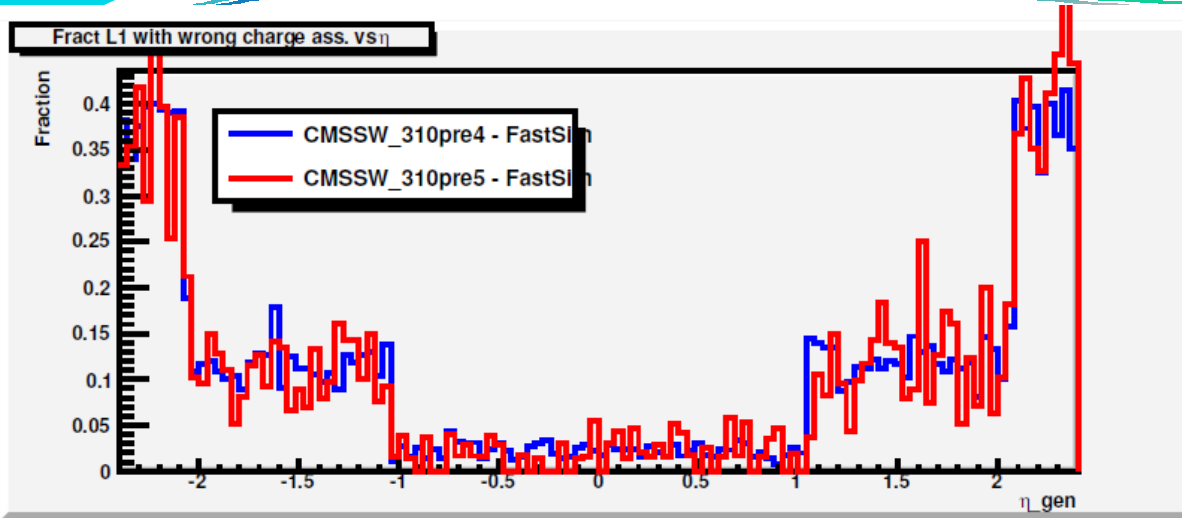 Fract L1 with wrong charge ass. vs η
Fraction
CMSSW_310pre4 - FastSim
CMSSW_310pre5 - FastSim
0.4
0.35
0.3
0.25
0.2
0.15
0.1
0.05
0
-2 -1.5 -1 -0.5 0 0.5 1 1.5 2
η_gen